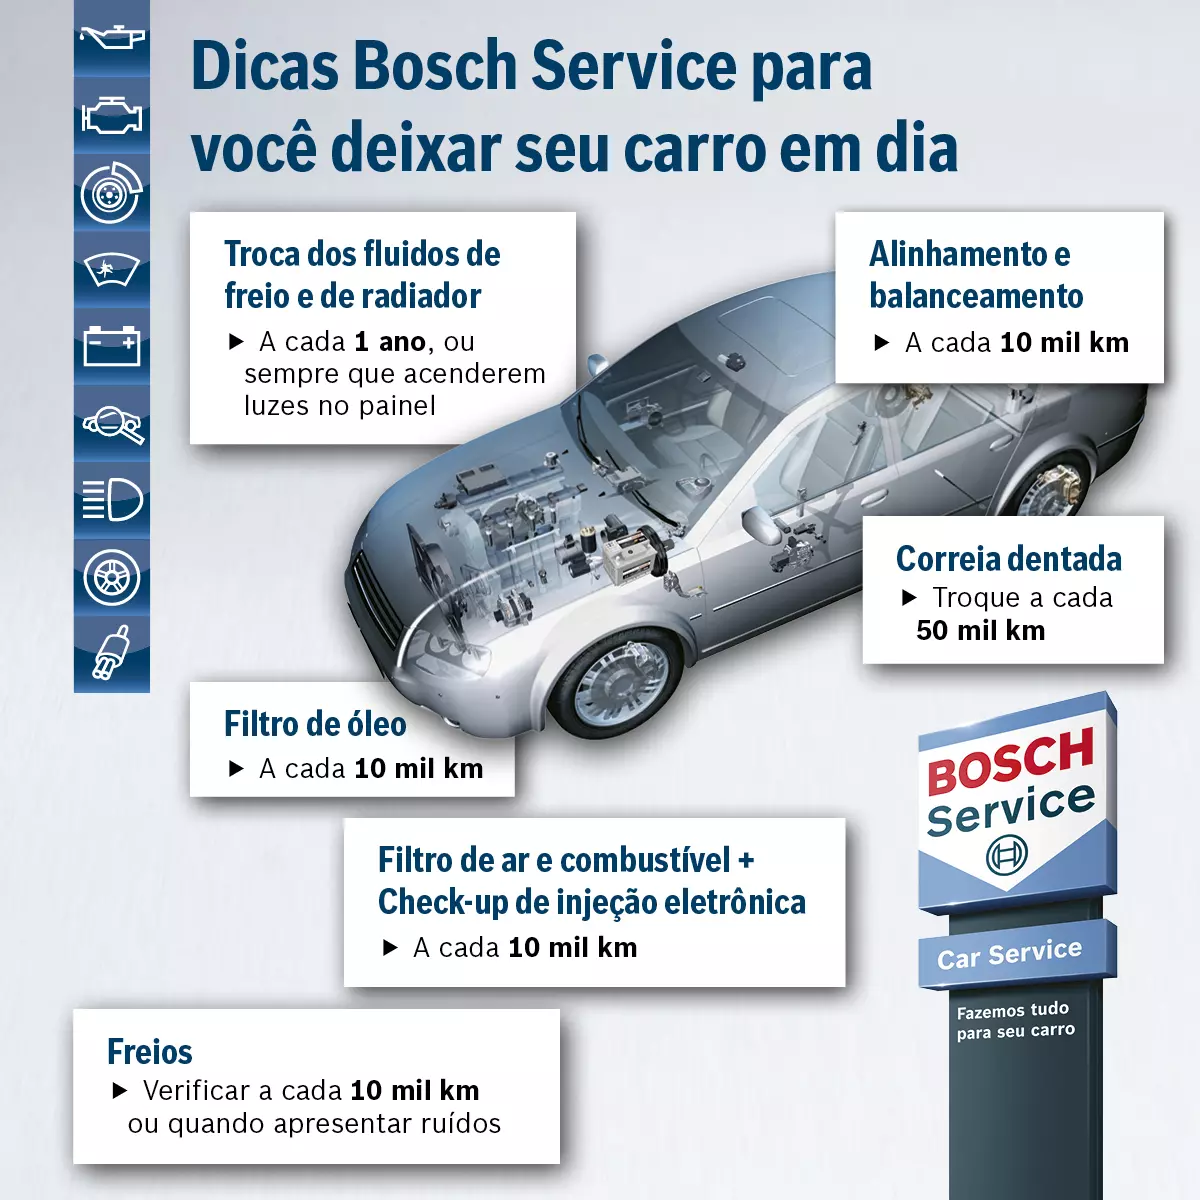 Dicas Bosch Service para
você deixar seu carro em dia
Troca dos fluidos de
freio e de radiador
► A cada 1 ano, ou
sempre que acenderem
luzes no painel
Alinhamento e
balanceamento
► A cada 10 mil km
Correia dentada
► Troque a cada
50 mil km
Filtro de óleo
► A cada 10 mil km
Filtro de ar e combustível +
Check-up de injeção eletrônica
► A cada 10 mil km
Freios
► Verificar a cada 10 mil km
ou quando apresentar ruídos
BOSCH
Service
Car Service
Fazemos tudo
para seu carro